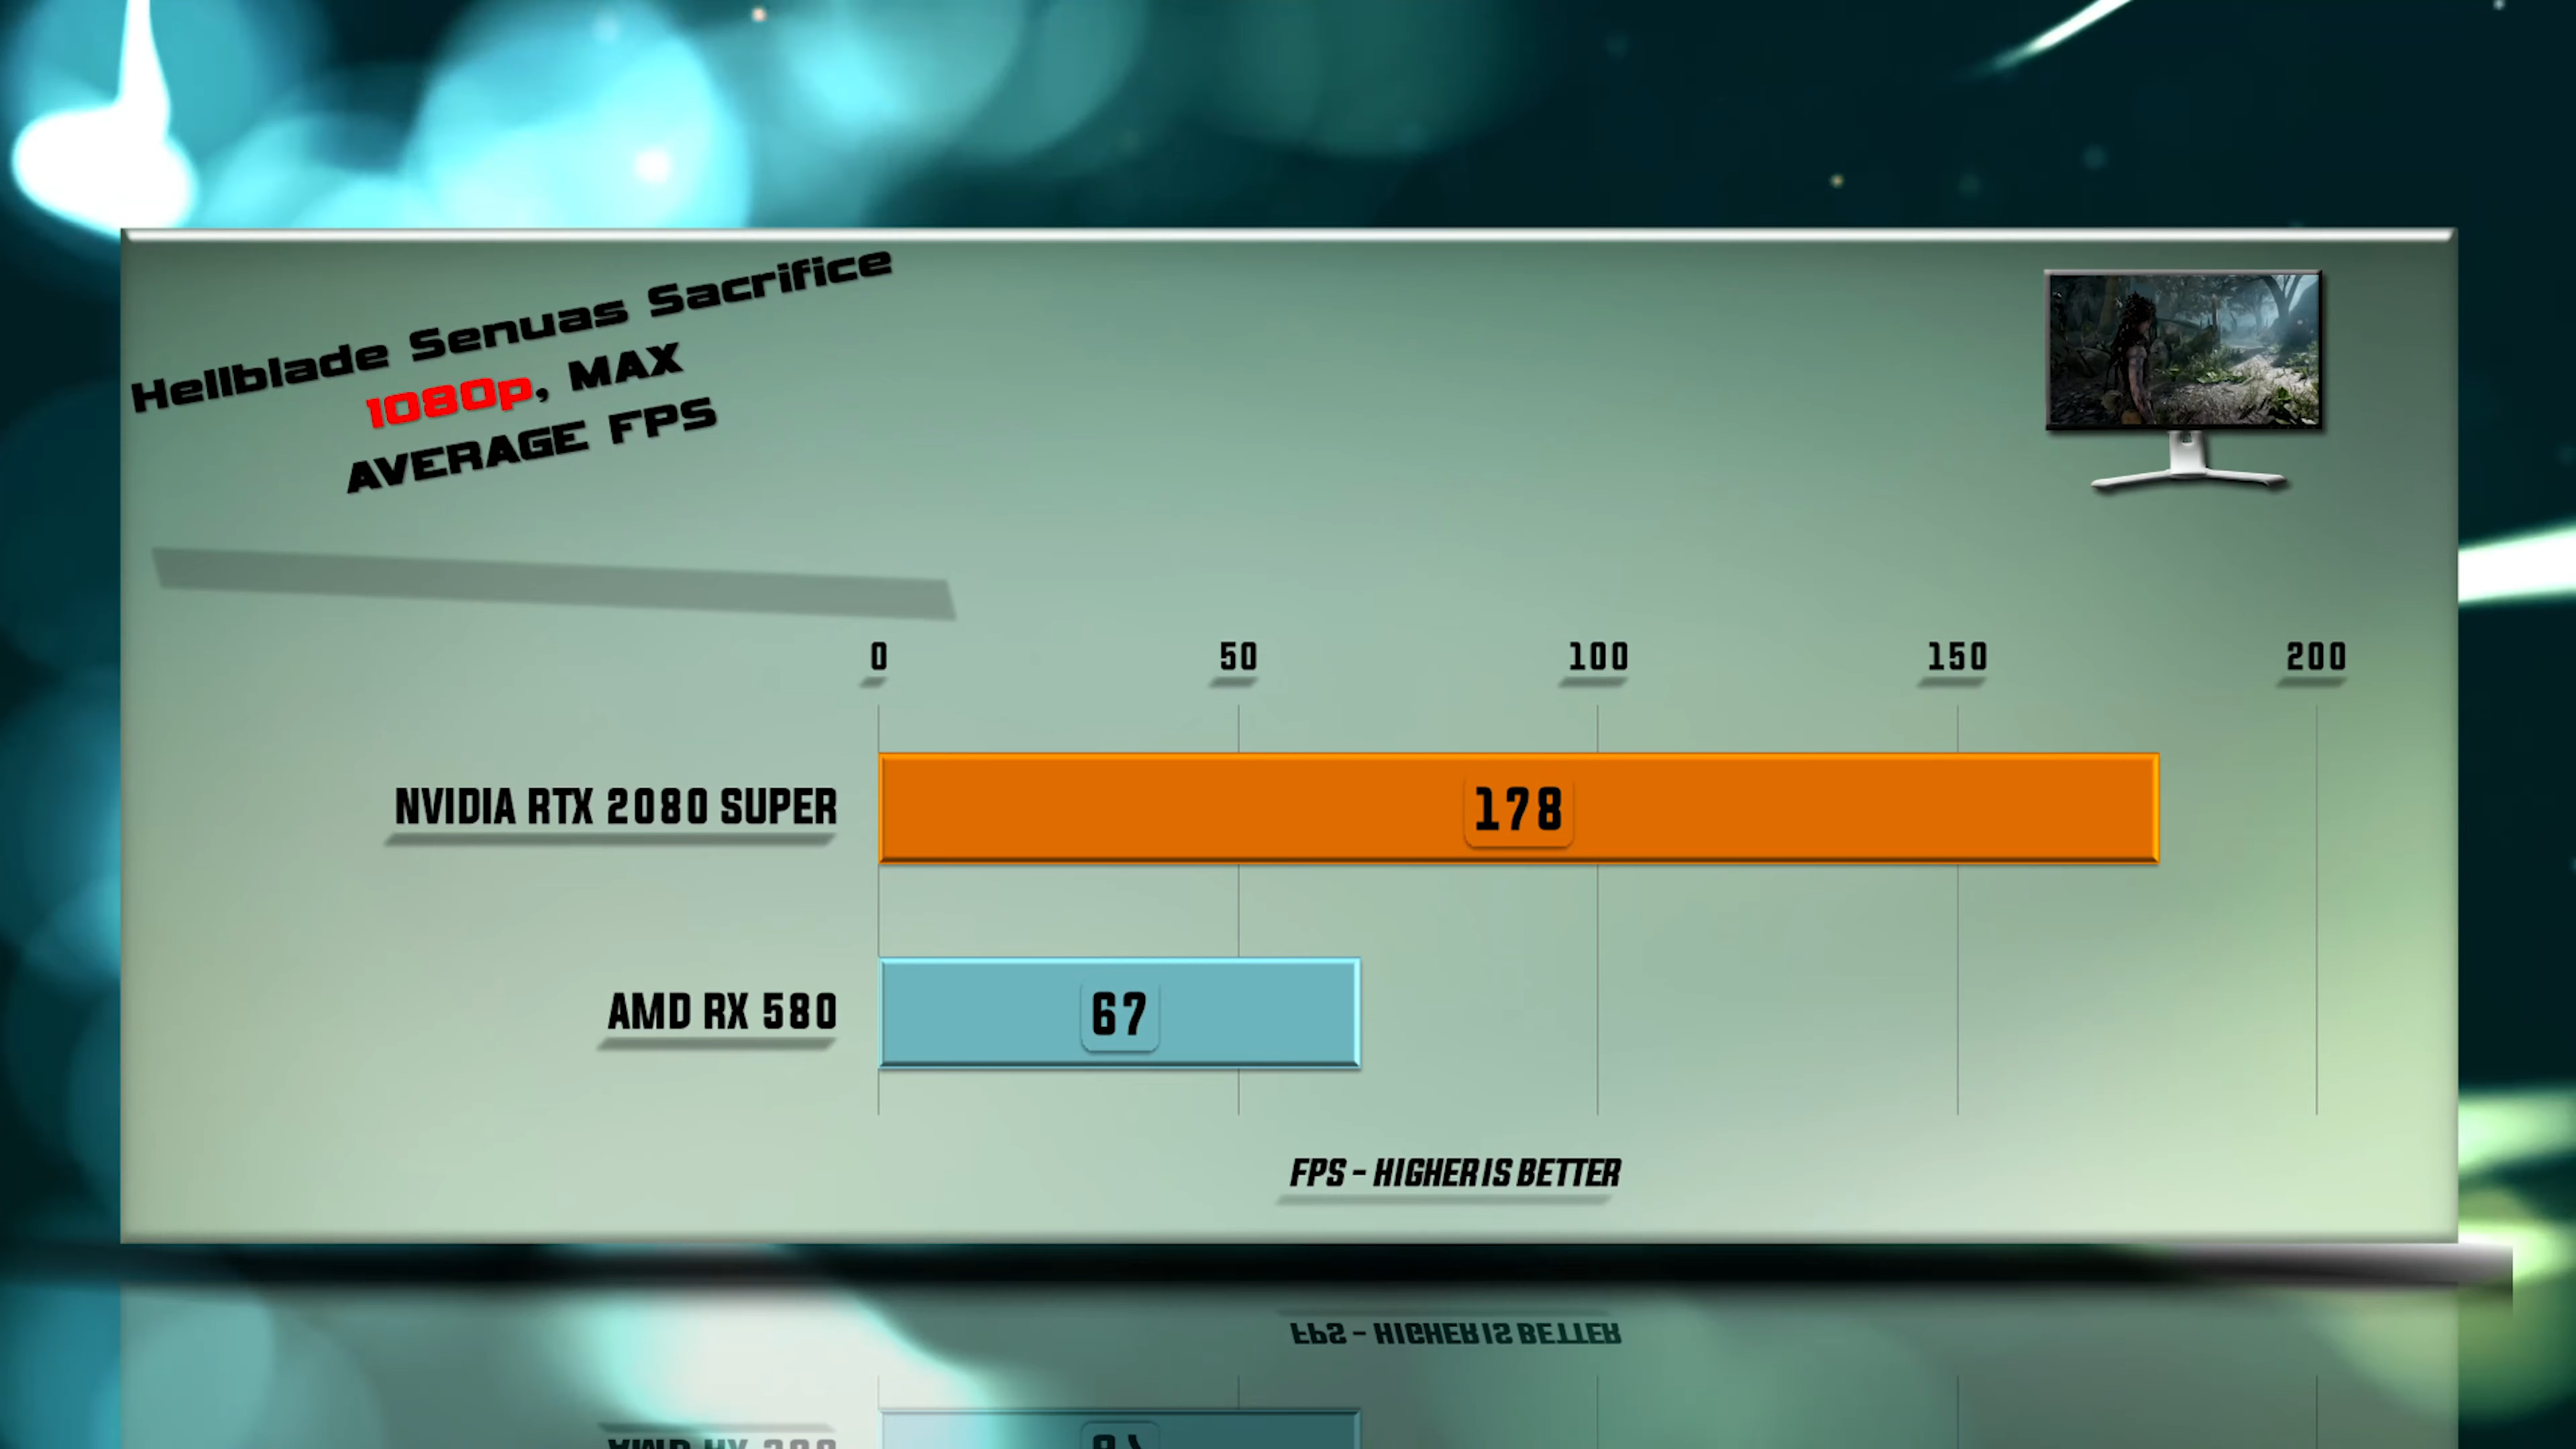 Hellblade Senuas Sacrifice
1080p, MAX
AVERAGE FPS
0 50 100 150 200
NVIDIA RTX 2080 SUPER 178
AMD RX 580 67
FPS - HIGHER IS BETTER